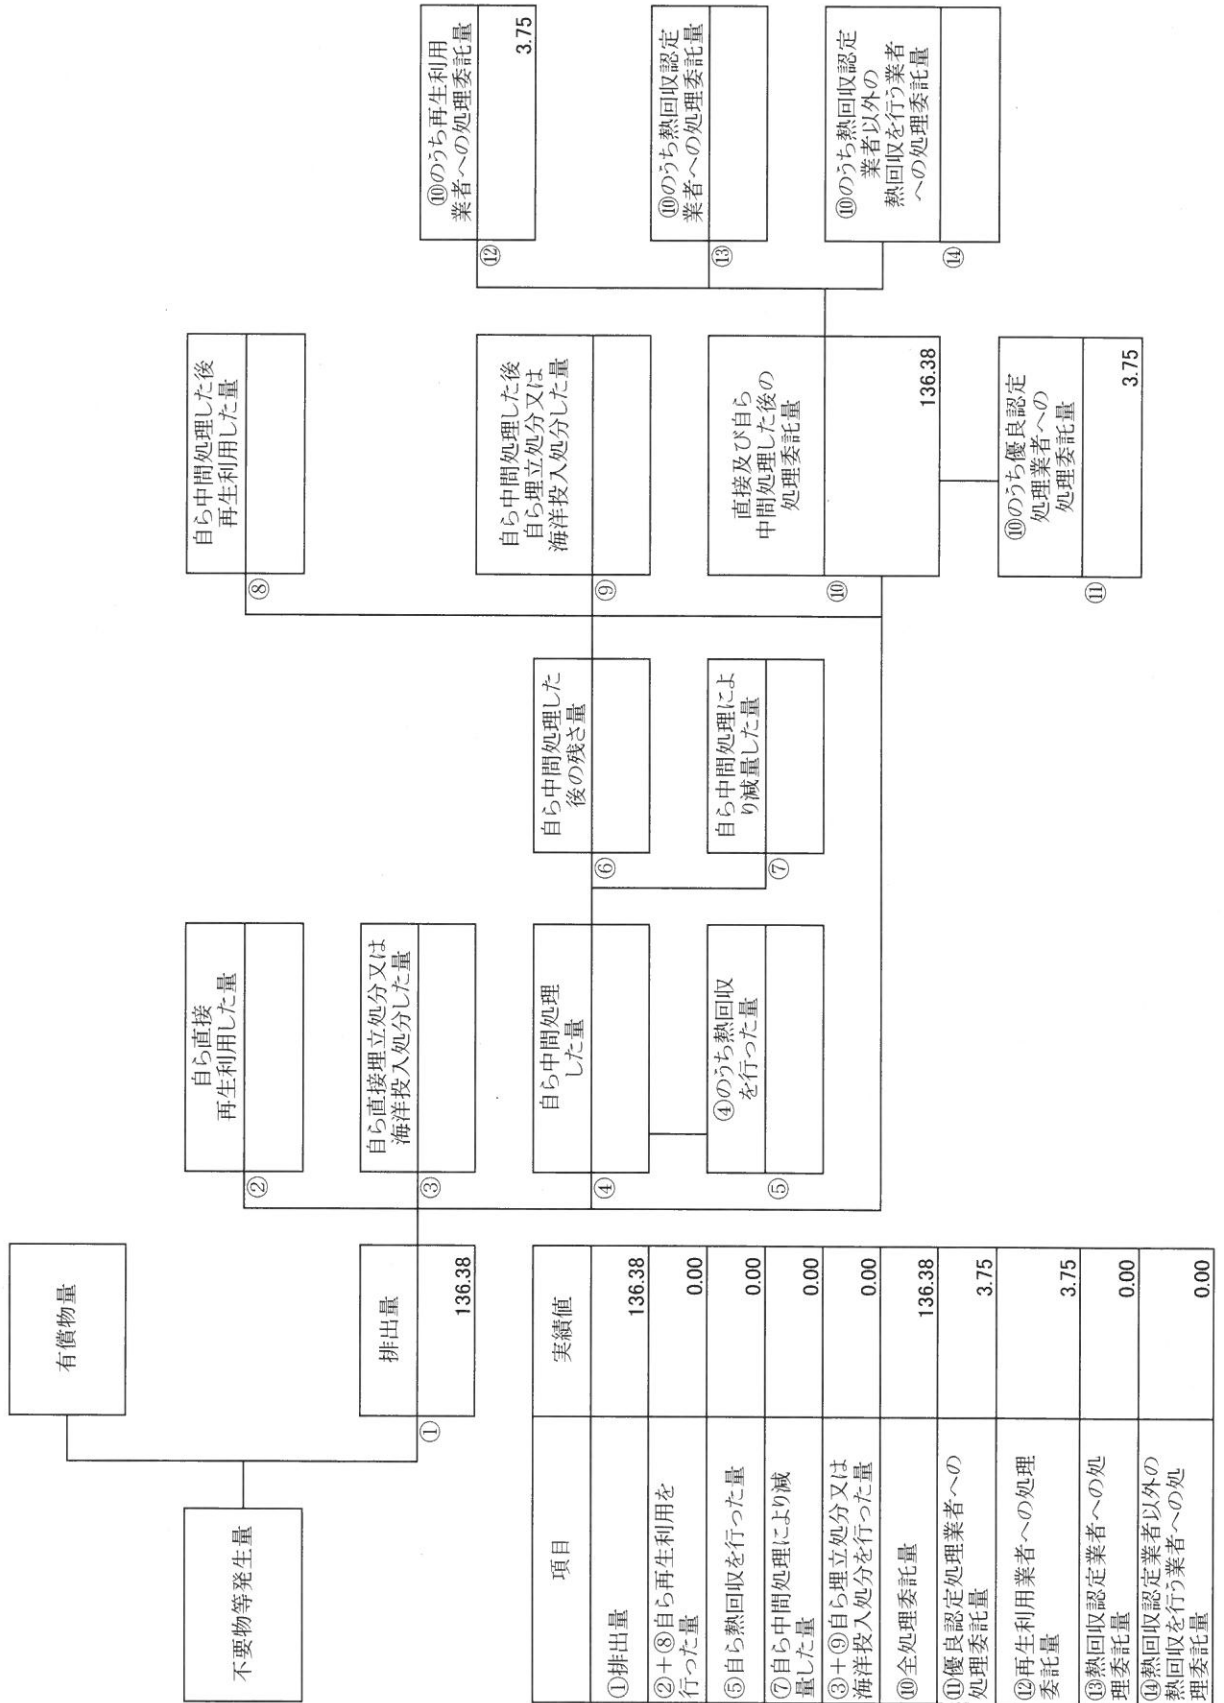 不要物等発生量
有償物量
排出量
①
136.38
自ら直接
再生利用した量
②
自ら直接埋立処分又は
海洋投入処分した量
③
自ら中間処理
した量
④
④のうち熱回収
を行った量
⑤
自ら中間処理した
後の残さ量
⑥
自ら中間処理によ
り減量した量
⑦
自ら中間処理した後
再生利用した量
⑧
自ら中間処理した後
自ら埋立処分又は
海洋投入処分した量
⑨
直接及び自ら
中間処理した後の
処理委託量
⑩
136.38
⑩のうち優良認定
処理業者への
処理委託量
⑪
3.75
⑩のうち再生利用
業者への処理委託量
⑫
3.75
⑩のうち熱回収認定
業者への処理委託量
⑬
⑩のうち熱回収認定
業者以外の
熱回収を行う業者
への処理委託量
⑭
項目 実績値
①排出量 136.38
②+⑧自ら再生利用を
行った量 0.00
⑤自ら熱回収を行った量 0.00
⑦自ら中間処理により減
量した量 0.00
③+⑨自ら埋立処分又は
海洋投入処分を行った量 0.00
⑩全処理委託量 136.38
⑪優良認定処理業者への
処理委託量 3.75
⑫再生利用業者への処理
委託量 3.75
⑬熱回収認定業者への処
理委託量 0.00
⑭熱回収認定業者以外の
熱回収を行う業者への処
理委託量 0.00